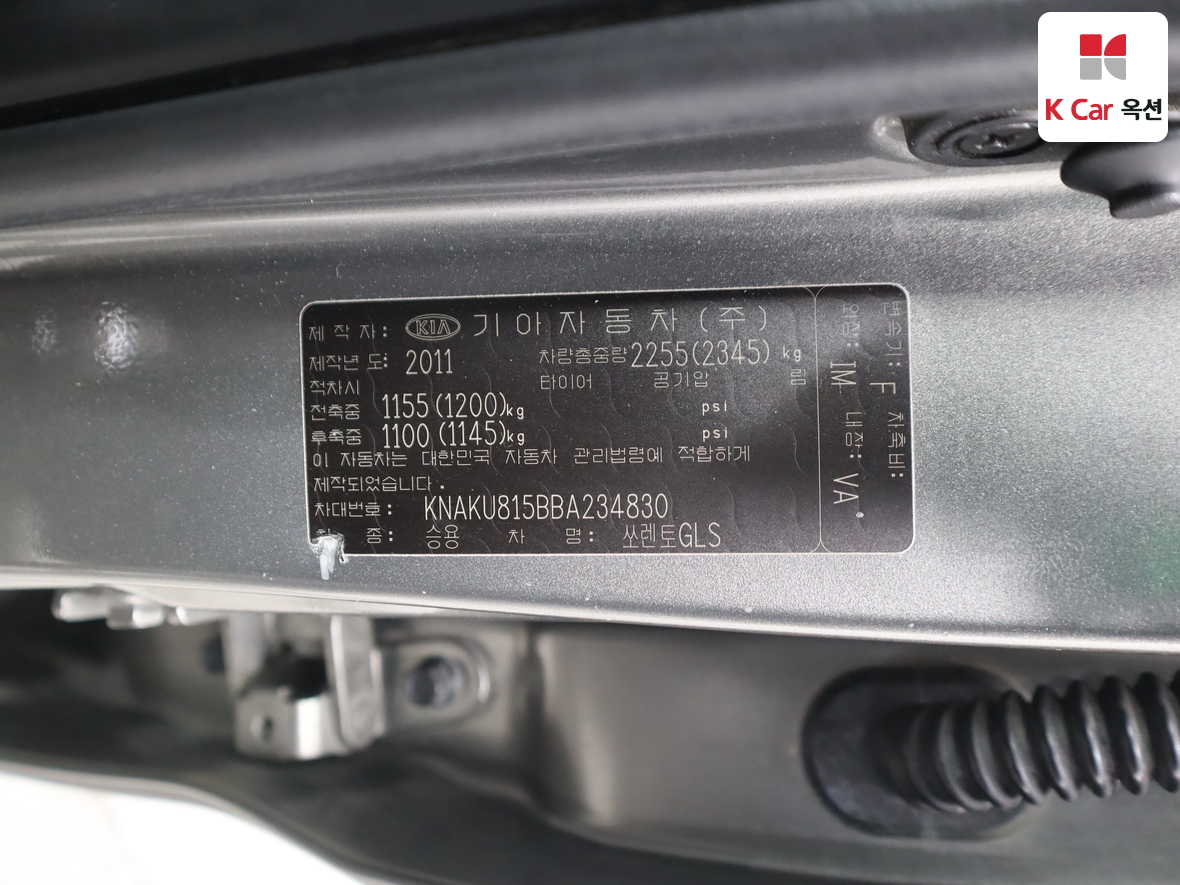 K Car 옥션
제 작 자: KIA 기아자동차(주)
제작년 도: 2011 차량총중량 2255(2345) kg
적차시 타이어 공기압 림
전축중 1155(1200)kg psi
후축중 1100(1145)kg psi
이 자동차는 대한민국 자동차 관리법령에 적합하게
제작되었습니다.
차대번호: KNAKU815BBA234830
종: 승용 차 명: 쏘렌토GLS
변속기: F 차축비:
외장: IM 내장: VA